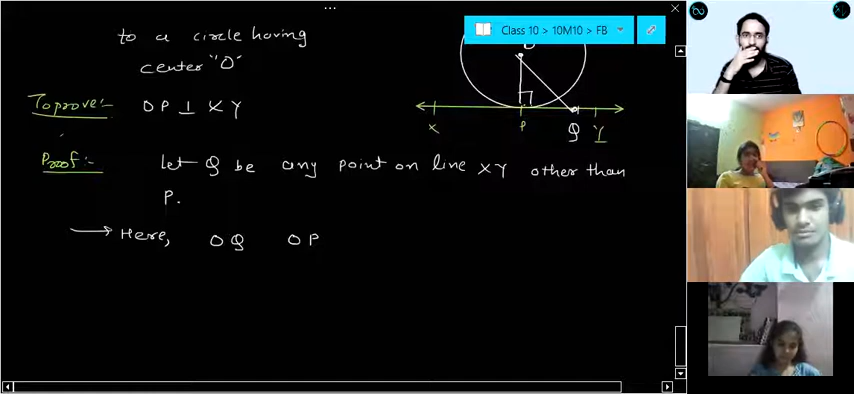 ...
Class 10 > 10M10 > FB
to a circle having
center "O"
To prove:- OP ⊥ XY
X P Q Y
Proof:- let Q be any point on line XY other than
P.
→ Here, OQ OP